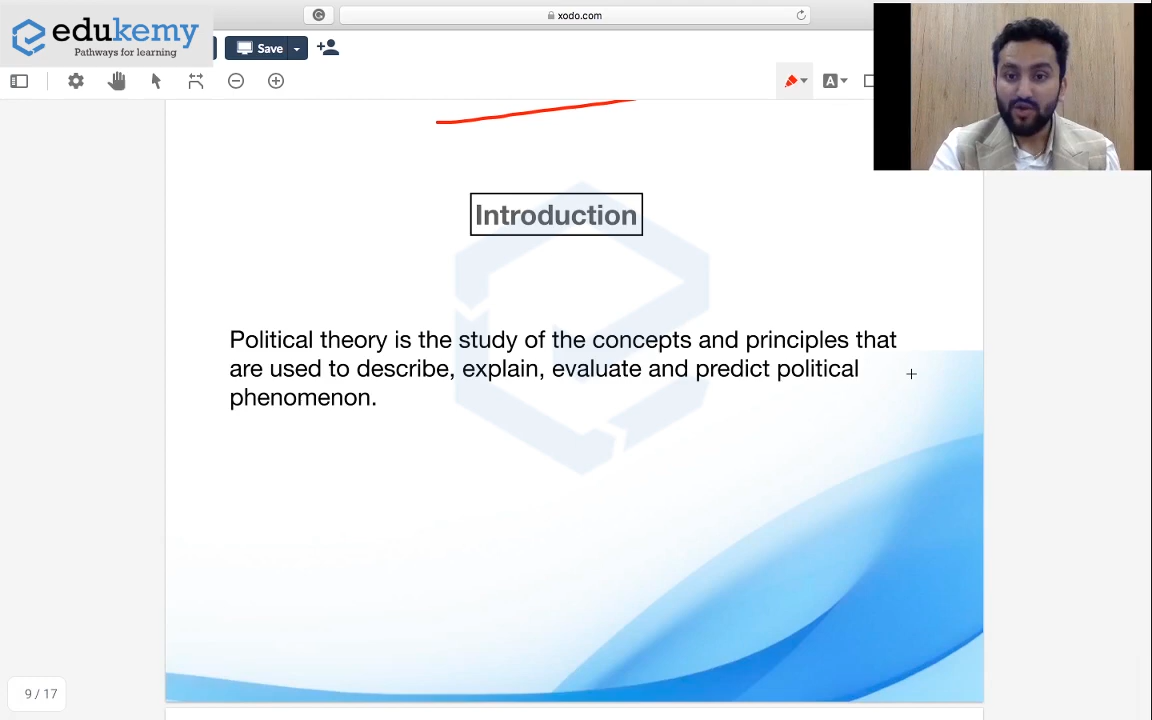 xodo.com
edukemy
Pathways for learning
Save
A
Introduction
Political theory is the study of the concepts and principles that
are used to describe, explain, evaluate and predict political
phenomenon.
9 / 17